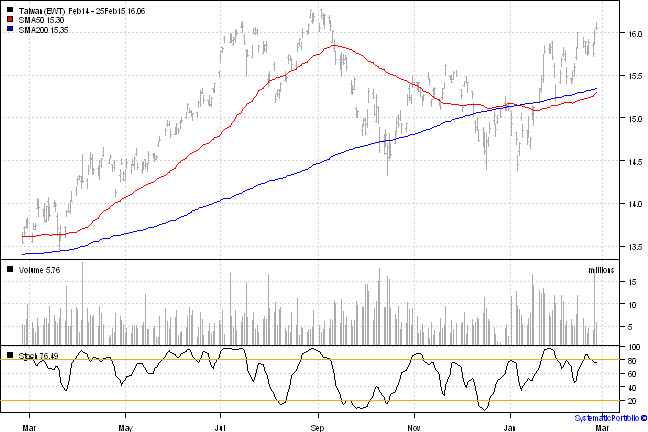 Taiwan (EWT) Feb14 - 25Feb15 16.06
SMA50 15.30
SMA200 15.35
16.0
15.5
15.0
14.5
14.0
13.5
Volume 5.76
millions
15
10
5
Stoch 76.49
100
80
60
40
20
Mar May Jul Sep Nov Jan Mar
SystematicPortfolio ©